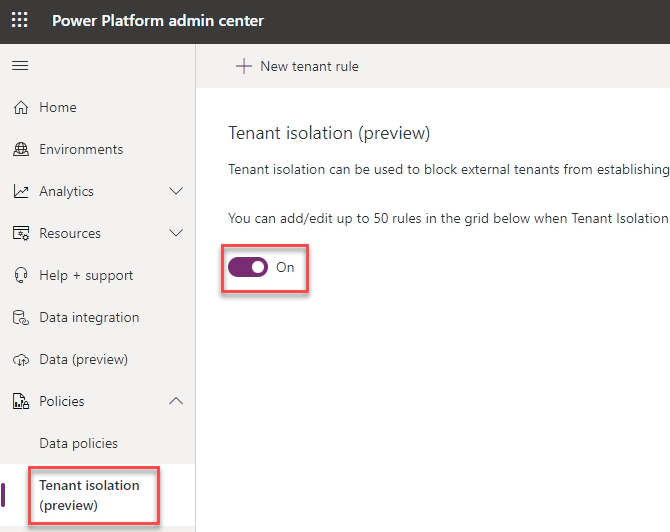 Power Platform admin center
New tenant rule
Home
Environments
Analytics
Resources
Help + support
Data integration
Data (preview)
Policies
Data policies
Tenant isolation
(preview)
Tenant isolation (preview)
Tenant isolation can be used to block external tenants from establishing
You can add/edit up to 50 rules in the grid below when Tenant Isolation
On